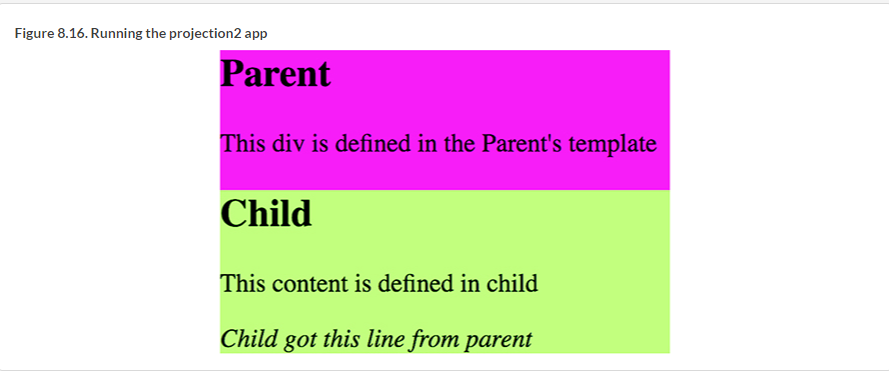 Figure 8.16. Running the projection2 app
Parent
This div is defined in the Parent's template
Child
This content is defined in child
Child got this line from parent